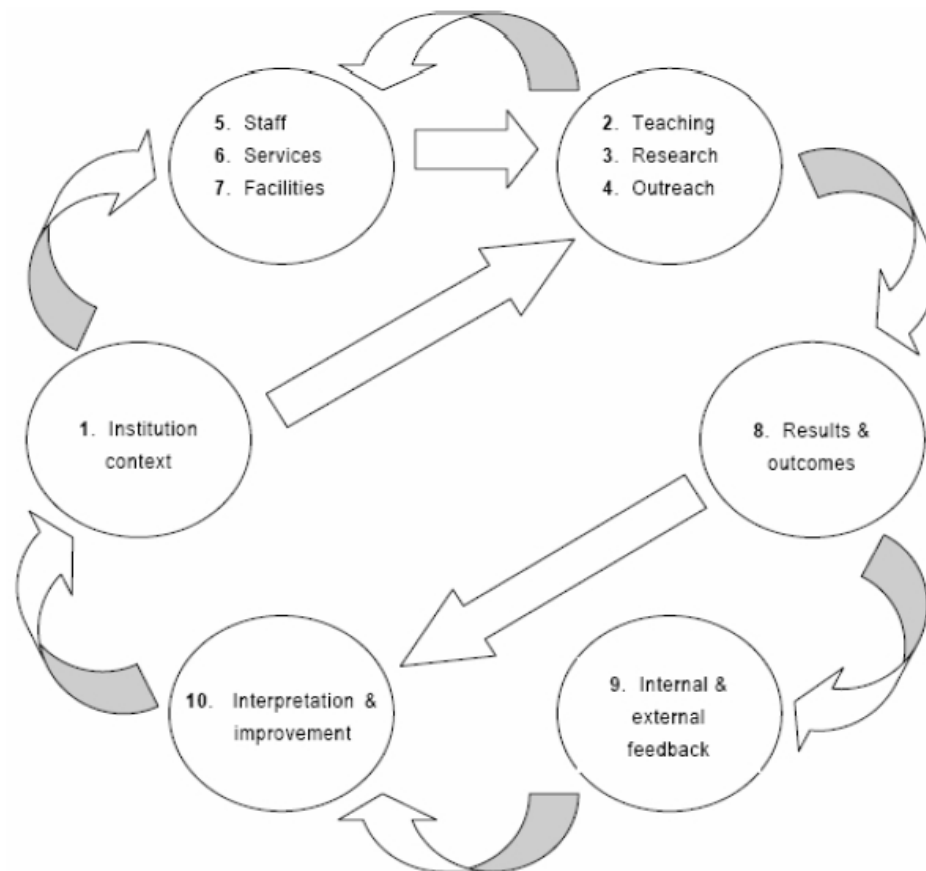 5. Staff
6. Services
7. Facilities
2. Teaching
3. Research
4. Outreach
1. Institution
context
8. Results &
outcomes
10. Interpretation &
improvement
9. Internal &
external
feedback